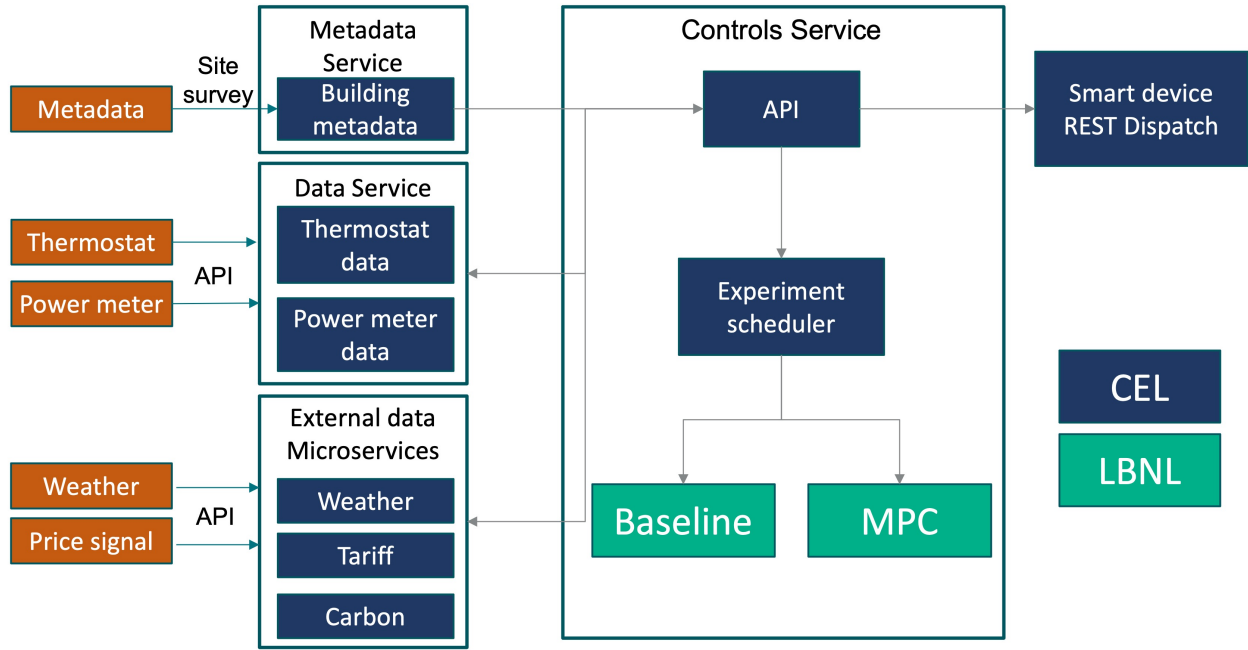 Metadata
Site
survey
Metadata
Service
Building
metadata
Thermostat
Power meter
API
Data Service
Thermostat
data
Power meter
data
Weather
Price signal
API
External data
Microservices
Weather
Tariff
Carbon
Controls Service
API
Experiment
scheduler
Baseline
MPC
Smart device
REST Dispatch
CEL
LBNL